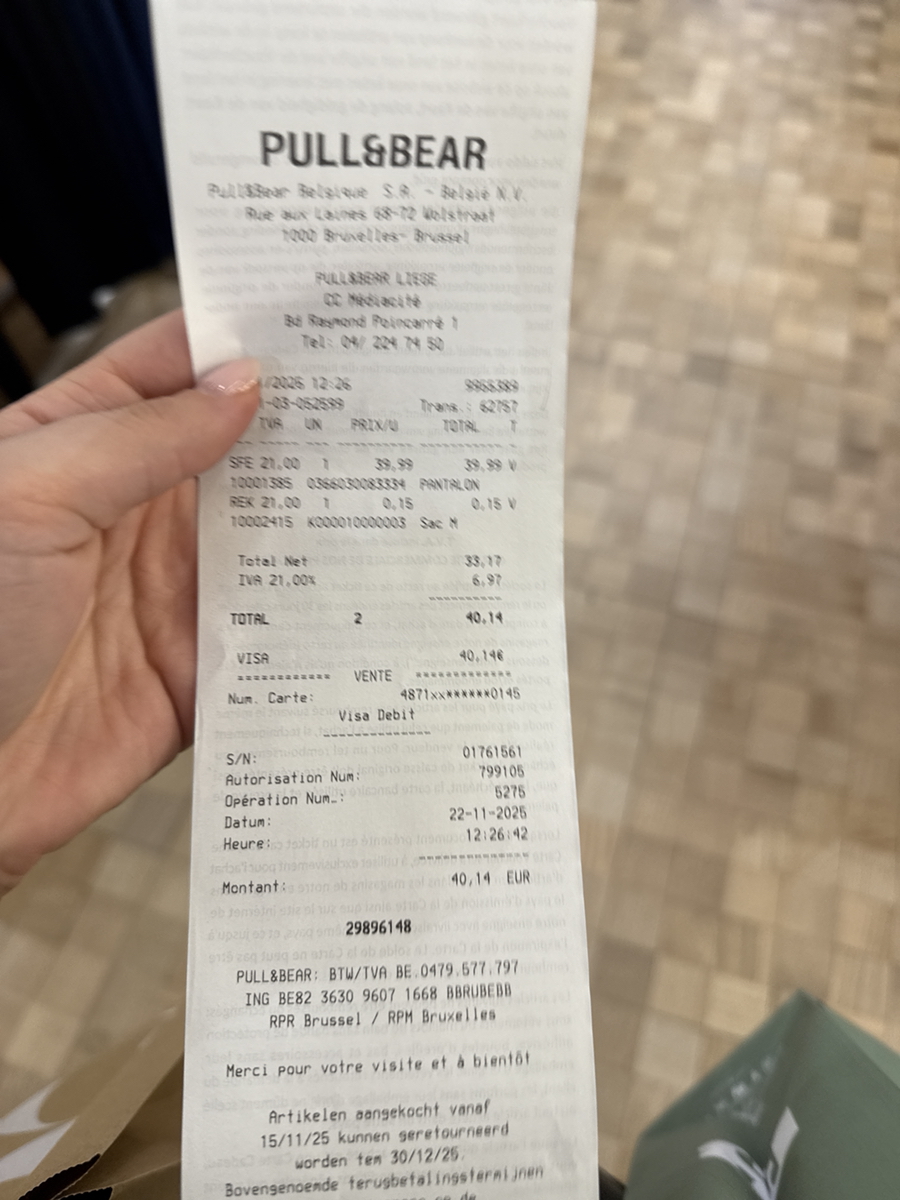 PULL&BEAR
Pull&Bear Belgique S.A. - België N.V.
Rue aux Laines 68-72 Wolstraat
1000 Bruxelles- Brussel
PULL&BEAR LIEGE
CC Médiacité
Bd Raymond Poincarré 1
Tel: 04/ 224 74 50
/2025 12:26 9955389
-03-052599 Trans.: 62757
TVA UN PRIX/U TOTAL T
SFE 21,00 1 39,99 39,99 V
10001385 0366030083334 PANTALON
REK 21,00 1 0,15 0,15 V
10002415 K000010000003 Sac M
Total Net 33,17
IVA 21,00% 6,97
TOTAL 2 40,14
VISA 40,14€
============ VENTE ============
Num. Carte: 4871xx******0145
Visa Debit
S/N: 01761561
Autorisation Num: 799105
Opération Num.: 5275
Datum: 22-11-2025
Heure: 12:26:42
Montant: 40,14 EUR
29896148
PULL&BEAR: BTW/TVA BE.0479.577.797
ING BE82 3630 9607 1668 BBRUBEBB
RPR Brussel / RPM Bruxelles
Merci pour votre visite et à bientôt
Artikelen aangekocht vanaf
15/11/25 kunnen geretourneerd
worden tem 30/12/25.
Bovengenoemde terugbetalingstermijnen